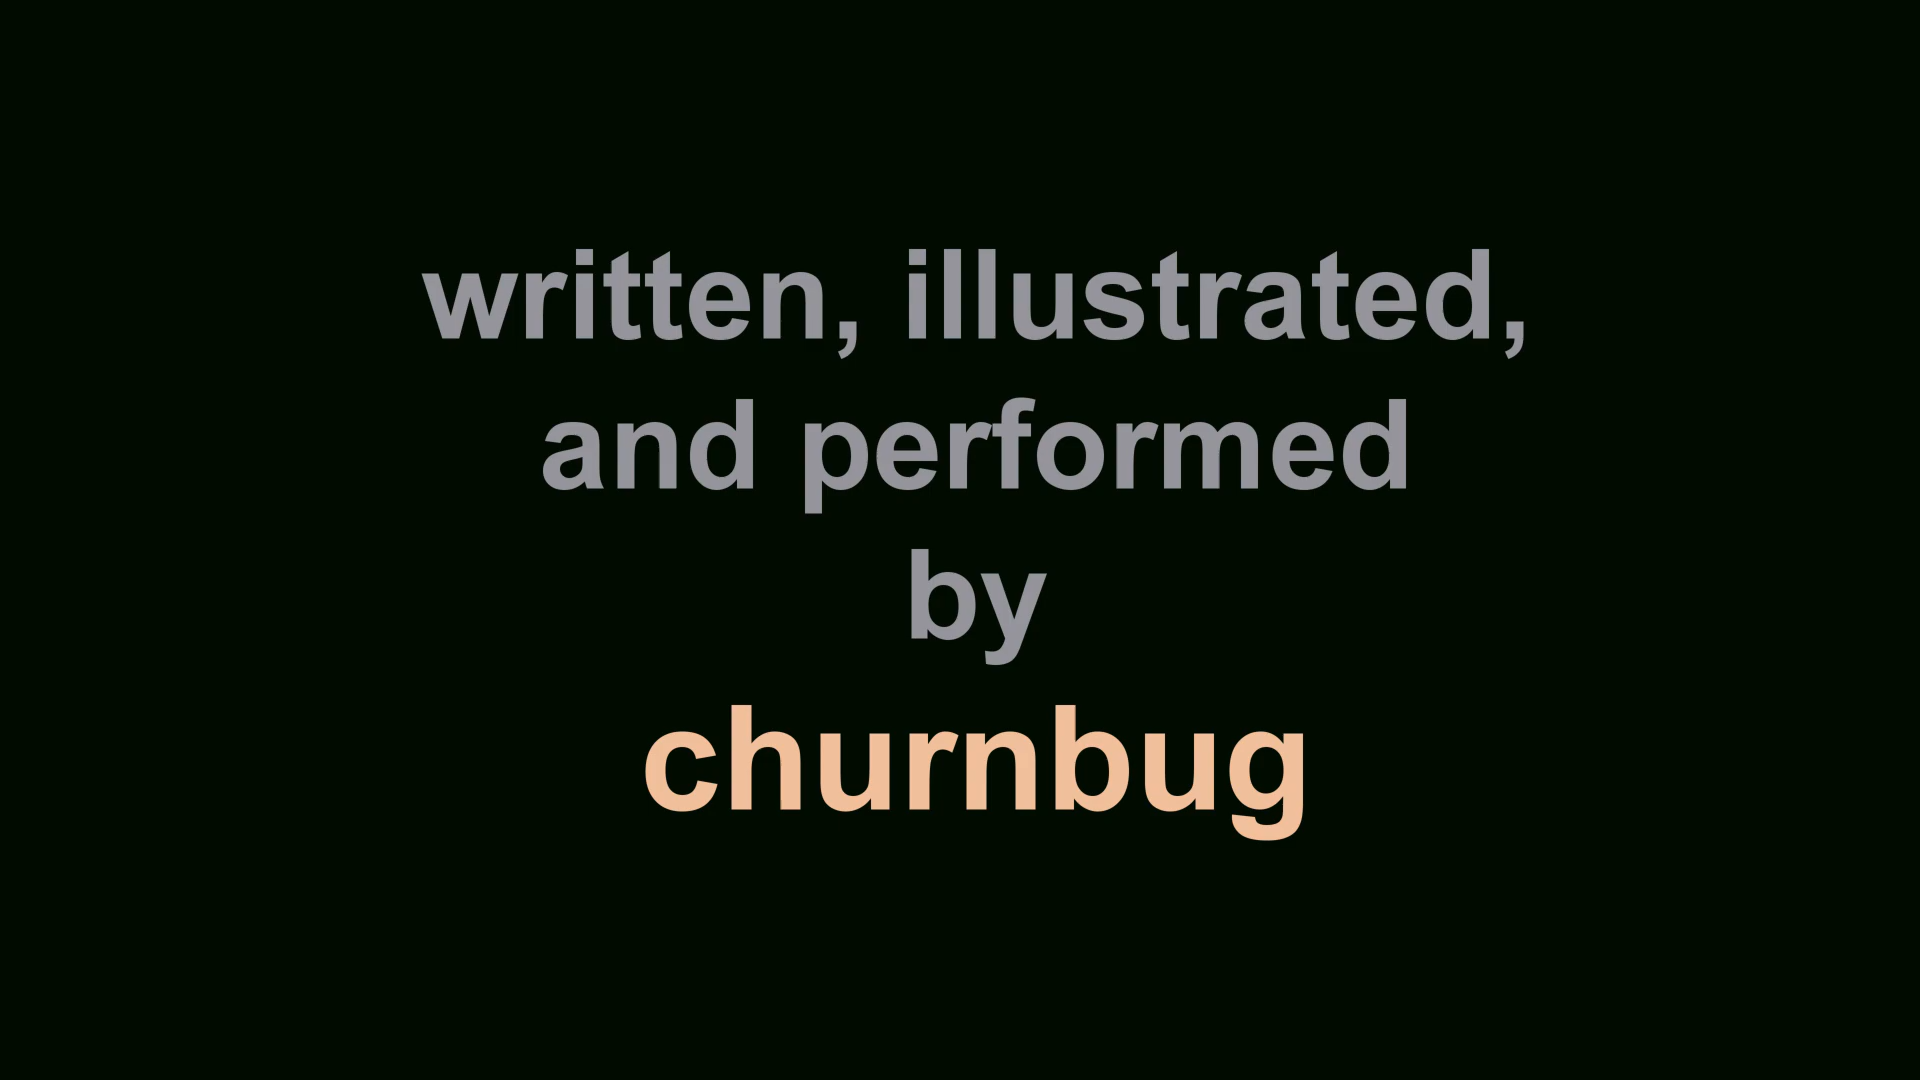 written, illustrated,
and performed
by
churnbug